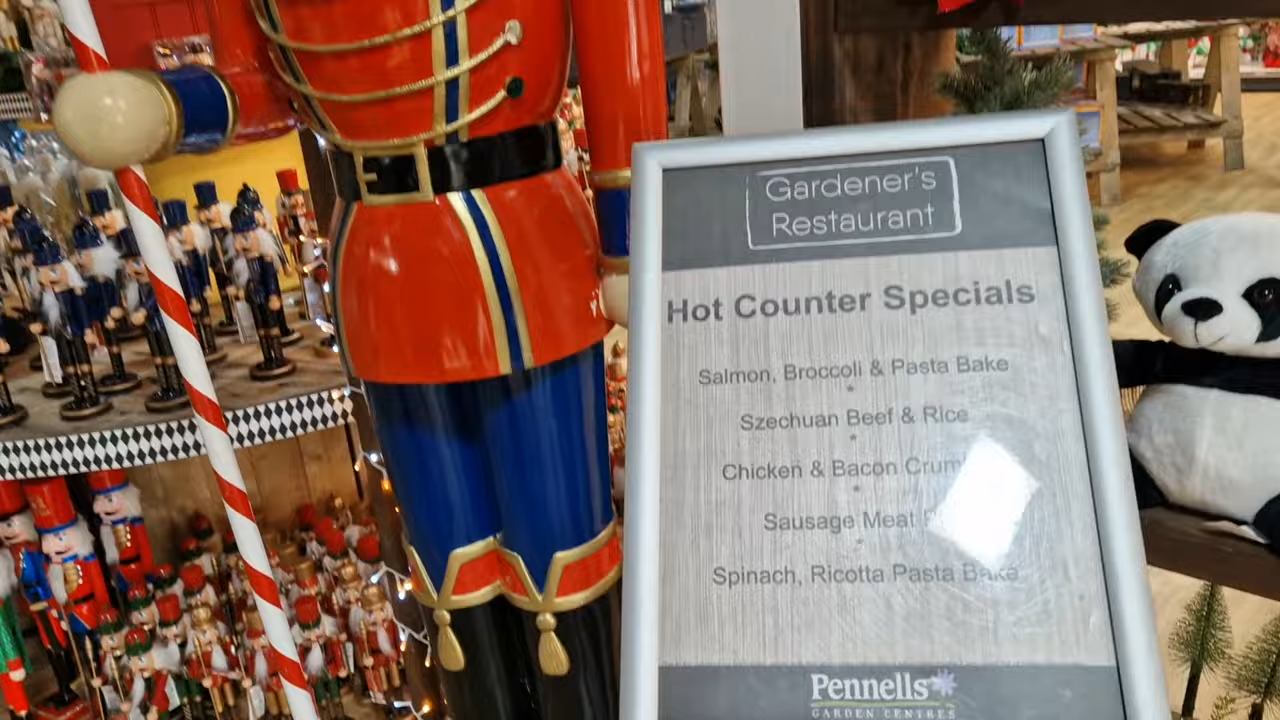 Gardener's
Restaurant
Hot Counter Specials
Salmon, Broccoli & Pasta Bake
*
Szechuan Beef & Rice
*
Chicken & Bacon
*
Sausage Meat
*
Spinach, Ricotta Pasta Bake
Pennells
GARDEN CENTRES